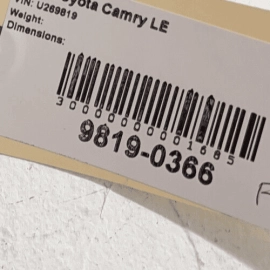 oyota Camry LE
VIN: U269819
Weight:
Dimensions:
3000000001685
9819-0366